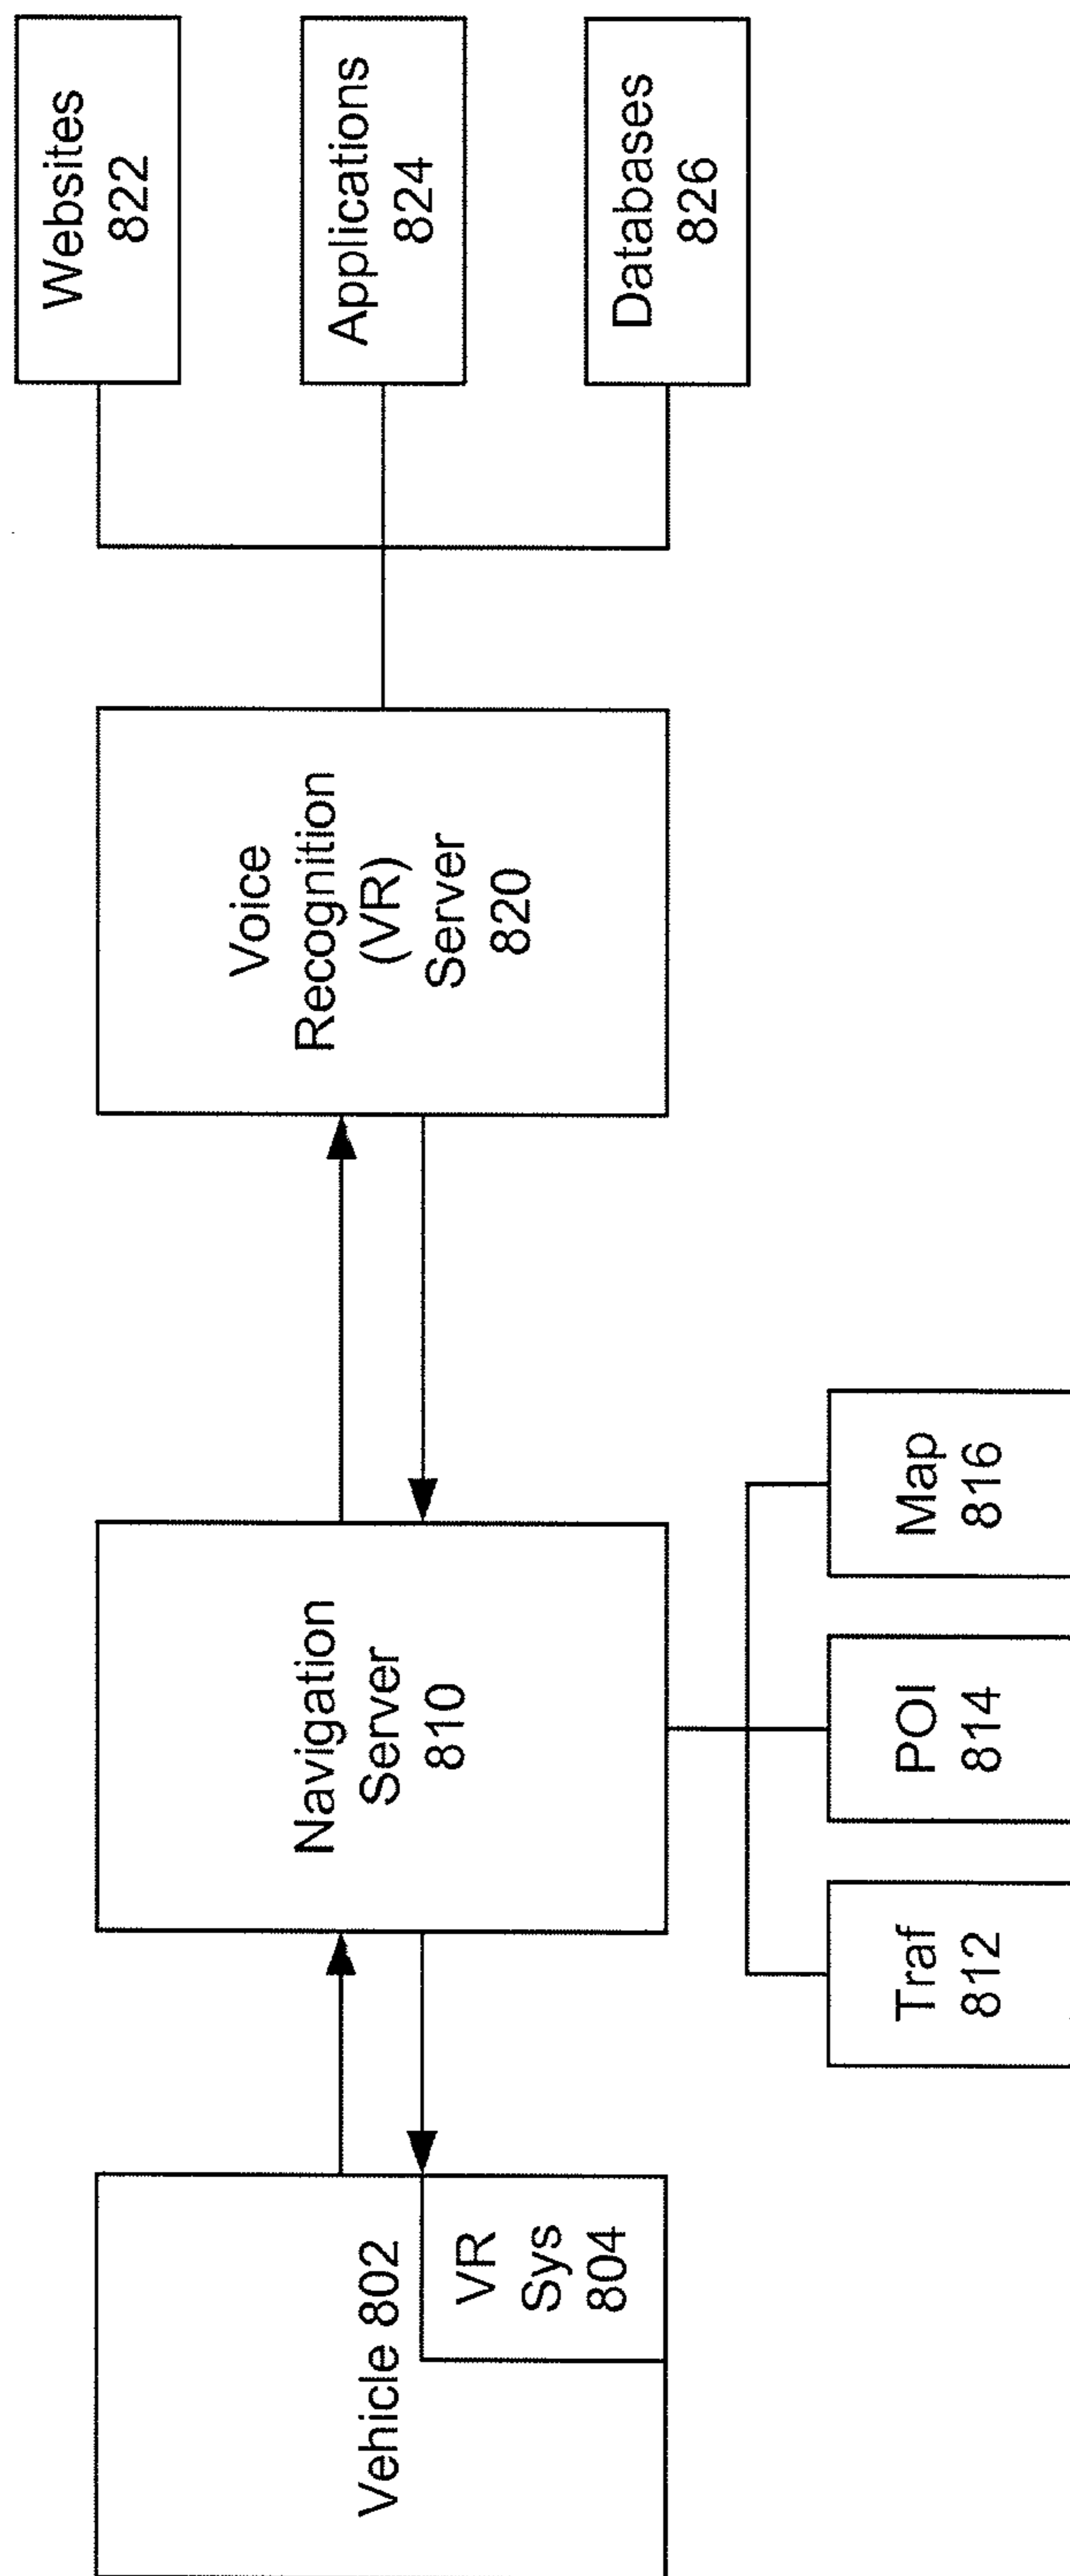 Vehicle 802
VR
Sys
804
Navigation
Server
810
Traf
812
POI
814
Map
816
Voice
Recognition
(VR)
Server
820
Websites
822
Applications
824
Databases
826